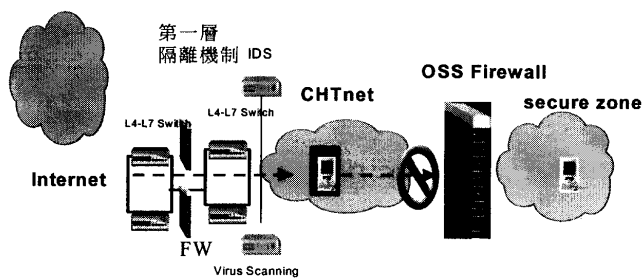 第一層
隔離機制 IDS
OSS Firewall
CHTnet
secure zone
L4-L7 Switch
L4-L7 Switch
Internet
FW
Virus Scanning